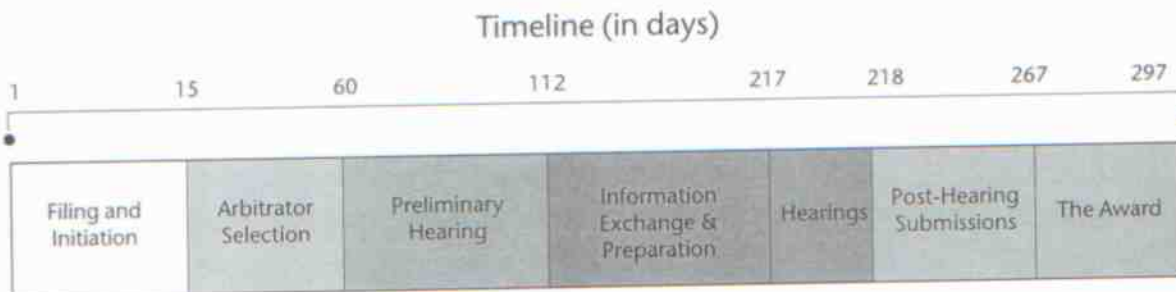 Timeline (in days)
1 15 60 112 217 218 267 297
Filing and
Initiation
Arbitrator
Selection
Preliminary
Hearing
Information
Exchange &
Preparation
Hearings
Post-Hearing
Submissions
The Award